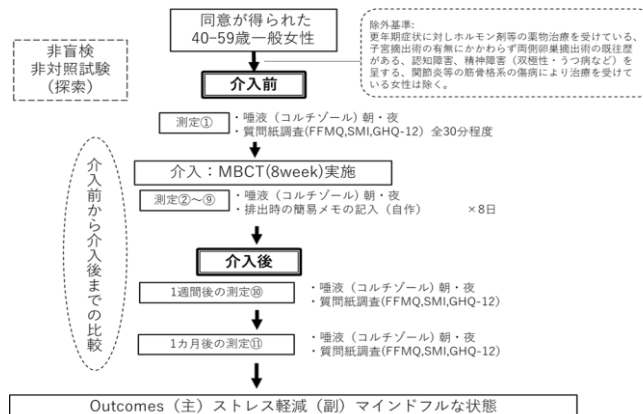 同意が得られた
40-59歳一般女性
除外基準:
更年期症状に対しホルモン剤等の薬物治療を受けている、
子宮摘出術の有無にかかわらず両側卵巣摘出術の既往歴
がある、認知障害、精神障害（双極性・うつ病など）を
呈する、関節炎等の筋骨格系の傷病により治療を受けて
いる女性は除く。
非盲検
非対照試験
（探索）
介入前
測定①
・唾液（コルチゾール）朝・夜
・質問紙調査(FFMQ,SMI,GHQ-12) 全30分程度
介入：MBCT(8week)実施
測定②〜⑨
・唾液（コルチゾール）朝・夜
・排出時の簡易メモの記入（自作） ×8日
介入前から介入後までの比較
介入後
1週間後の測定⑩
・唾液（コルチゾール）朝・夜
・質問紙調査(FFMQ,SMI,GHQ-12)
1カ月後の測定⑪
・唾液（コルチゾール）朝・夜
・質問紙調査(FFMQ,SMI,GHQ-12)
Outcomes（主）ストレス軽減（副）マインドフルな状態